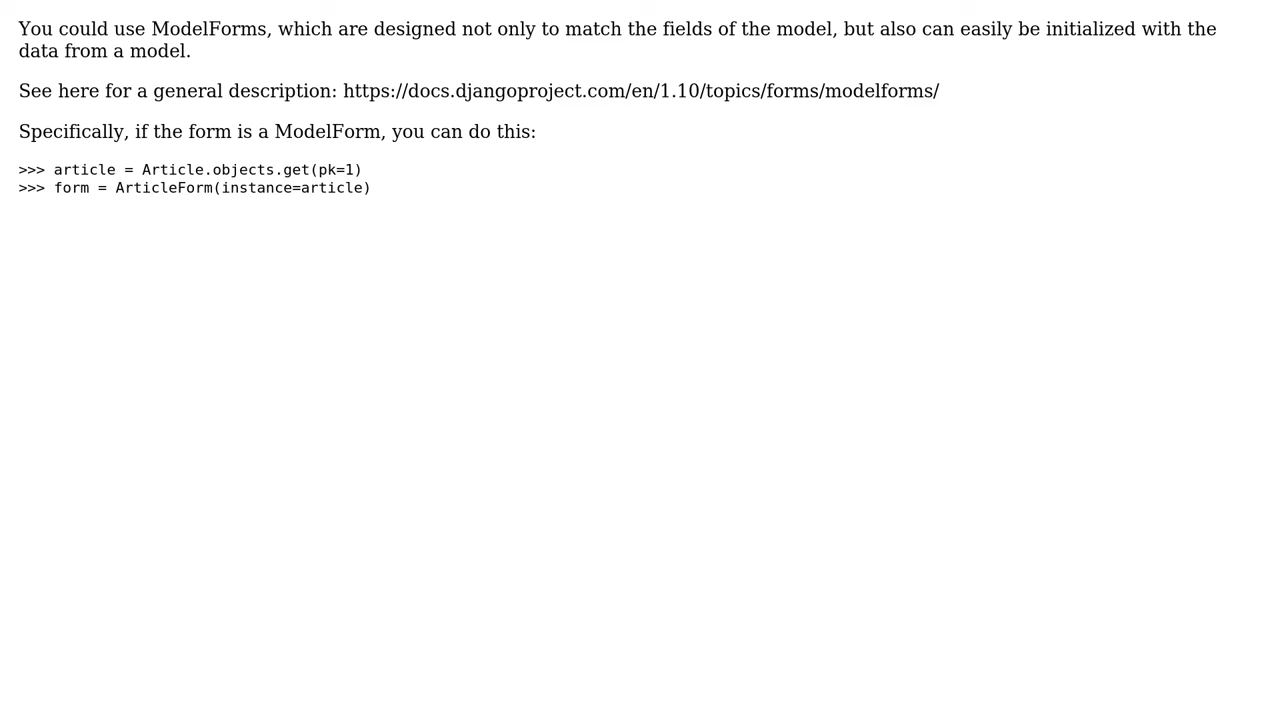 You could use ModelForms, which are designed not only to match the fields of the model, but also can easily be initialized with the
data from a model.
See here for a general description: https://docs.djangoproject.com/en/1.10/topics/forms/modelforms/
Specifically, if the form is a ModelForm, you can do this:
>>> article = Article.objects.get(pk=1)
>>> form = ArticleForm(instance=article)